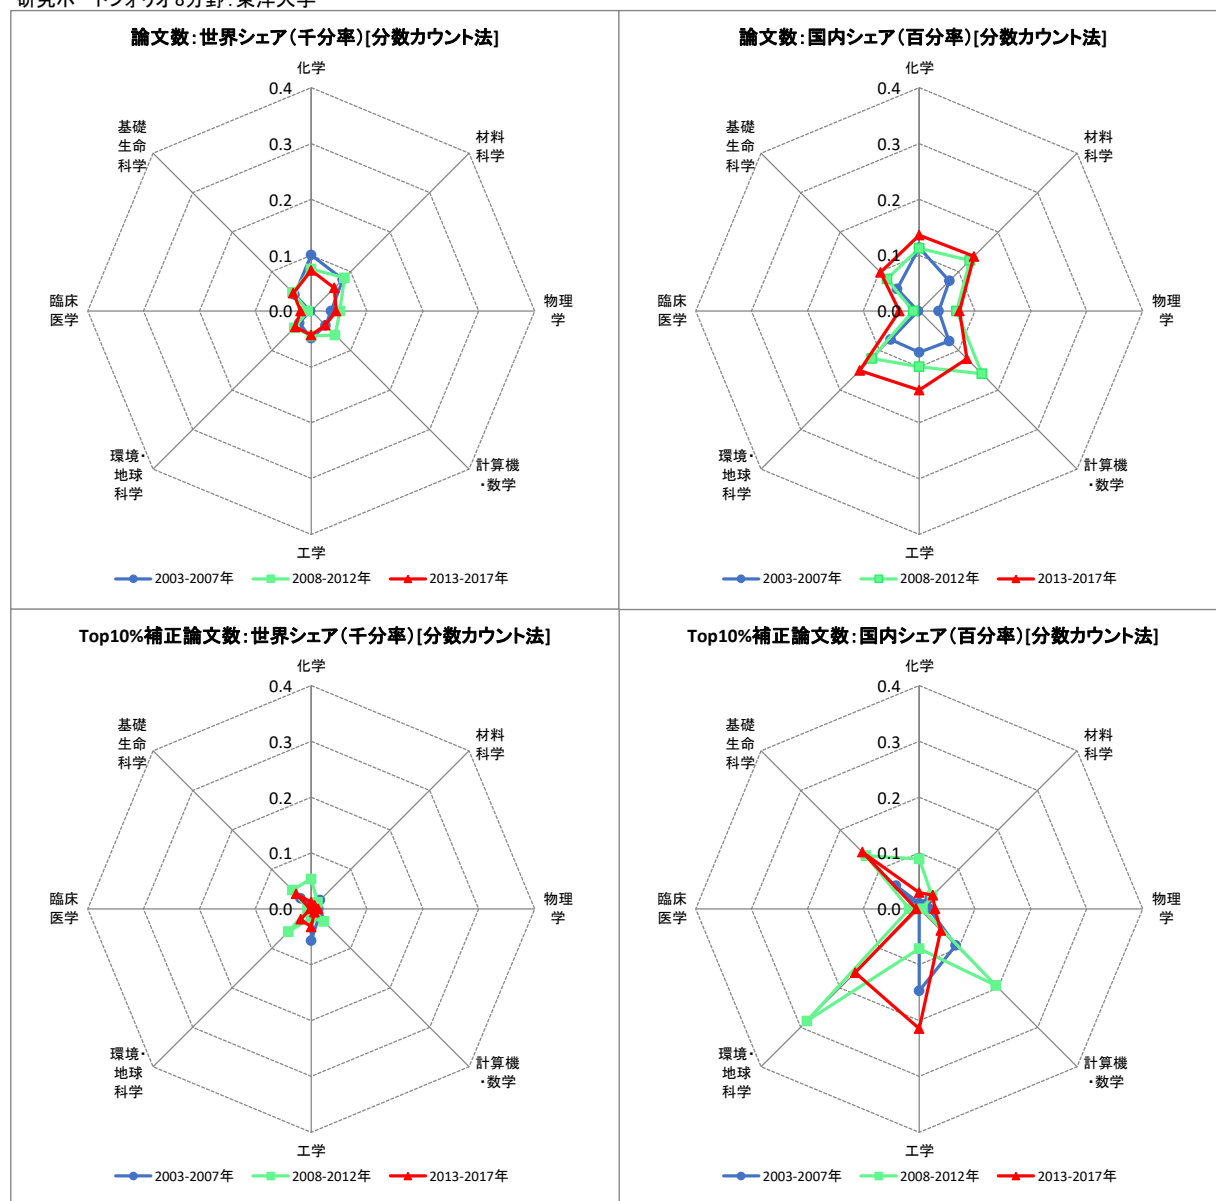 研究ポートフォリオ8分野：東洋大学
論文数：世界シェア（千分率）[分数カウント法]
化学
0.4
0.3
0.2
0.1
0.0
材料
科学
物理
学
計算機
・数学
工学
環境・
地球
科学
臨床
医学
基礎
生命
科学
2003-2007年
2008-2012年
2013-2017年
論文数：国内シェア（百分率）[分数カウント法]
化学
0.4
0.3
0.2
0.1
0.0
材料
科学
物理
学
計算機
・数学
工学
環境・
地球
科学
臨床
医学
基礎
生命
科学
2003-2007年
2008-2012年
2013-2017年
Top10%補正論文数：世界シェア（千分率）[分数カウント法]
化学
0.4
0.3
0.2
0.1
0.0
材料
科学
物理
学
計算機
・数学
工学
環境・
地球
科学
臨床
医学
基礎
生命
科学
2003-2007年
2008-2012年
2013-2017年
Top10%補正論文数：国内シェア（百分率）[分数カウント法]
化学
0.4
0.3
0.2
0.1
0.0
材料
科学
物理
学
計算機
・数学
工学
環境・
地球
科学
臨床
医学
基礎
生命
科学
2003-2007年
2008-2012年
2013-2017年